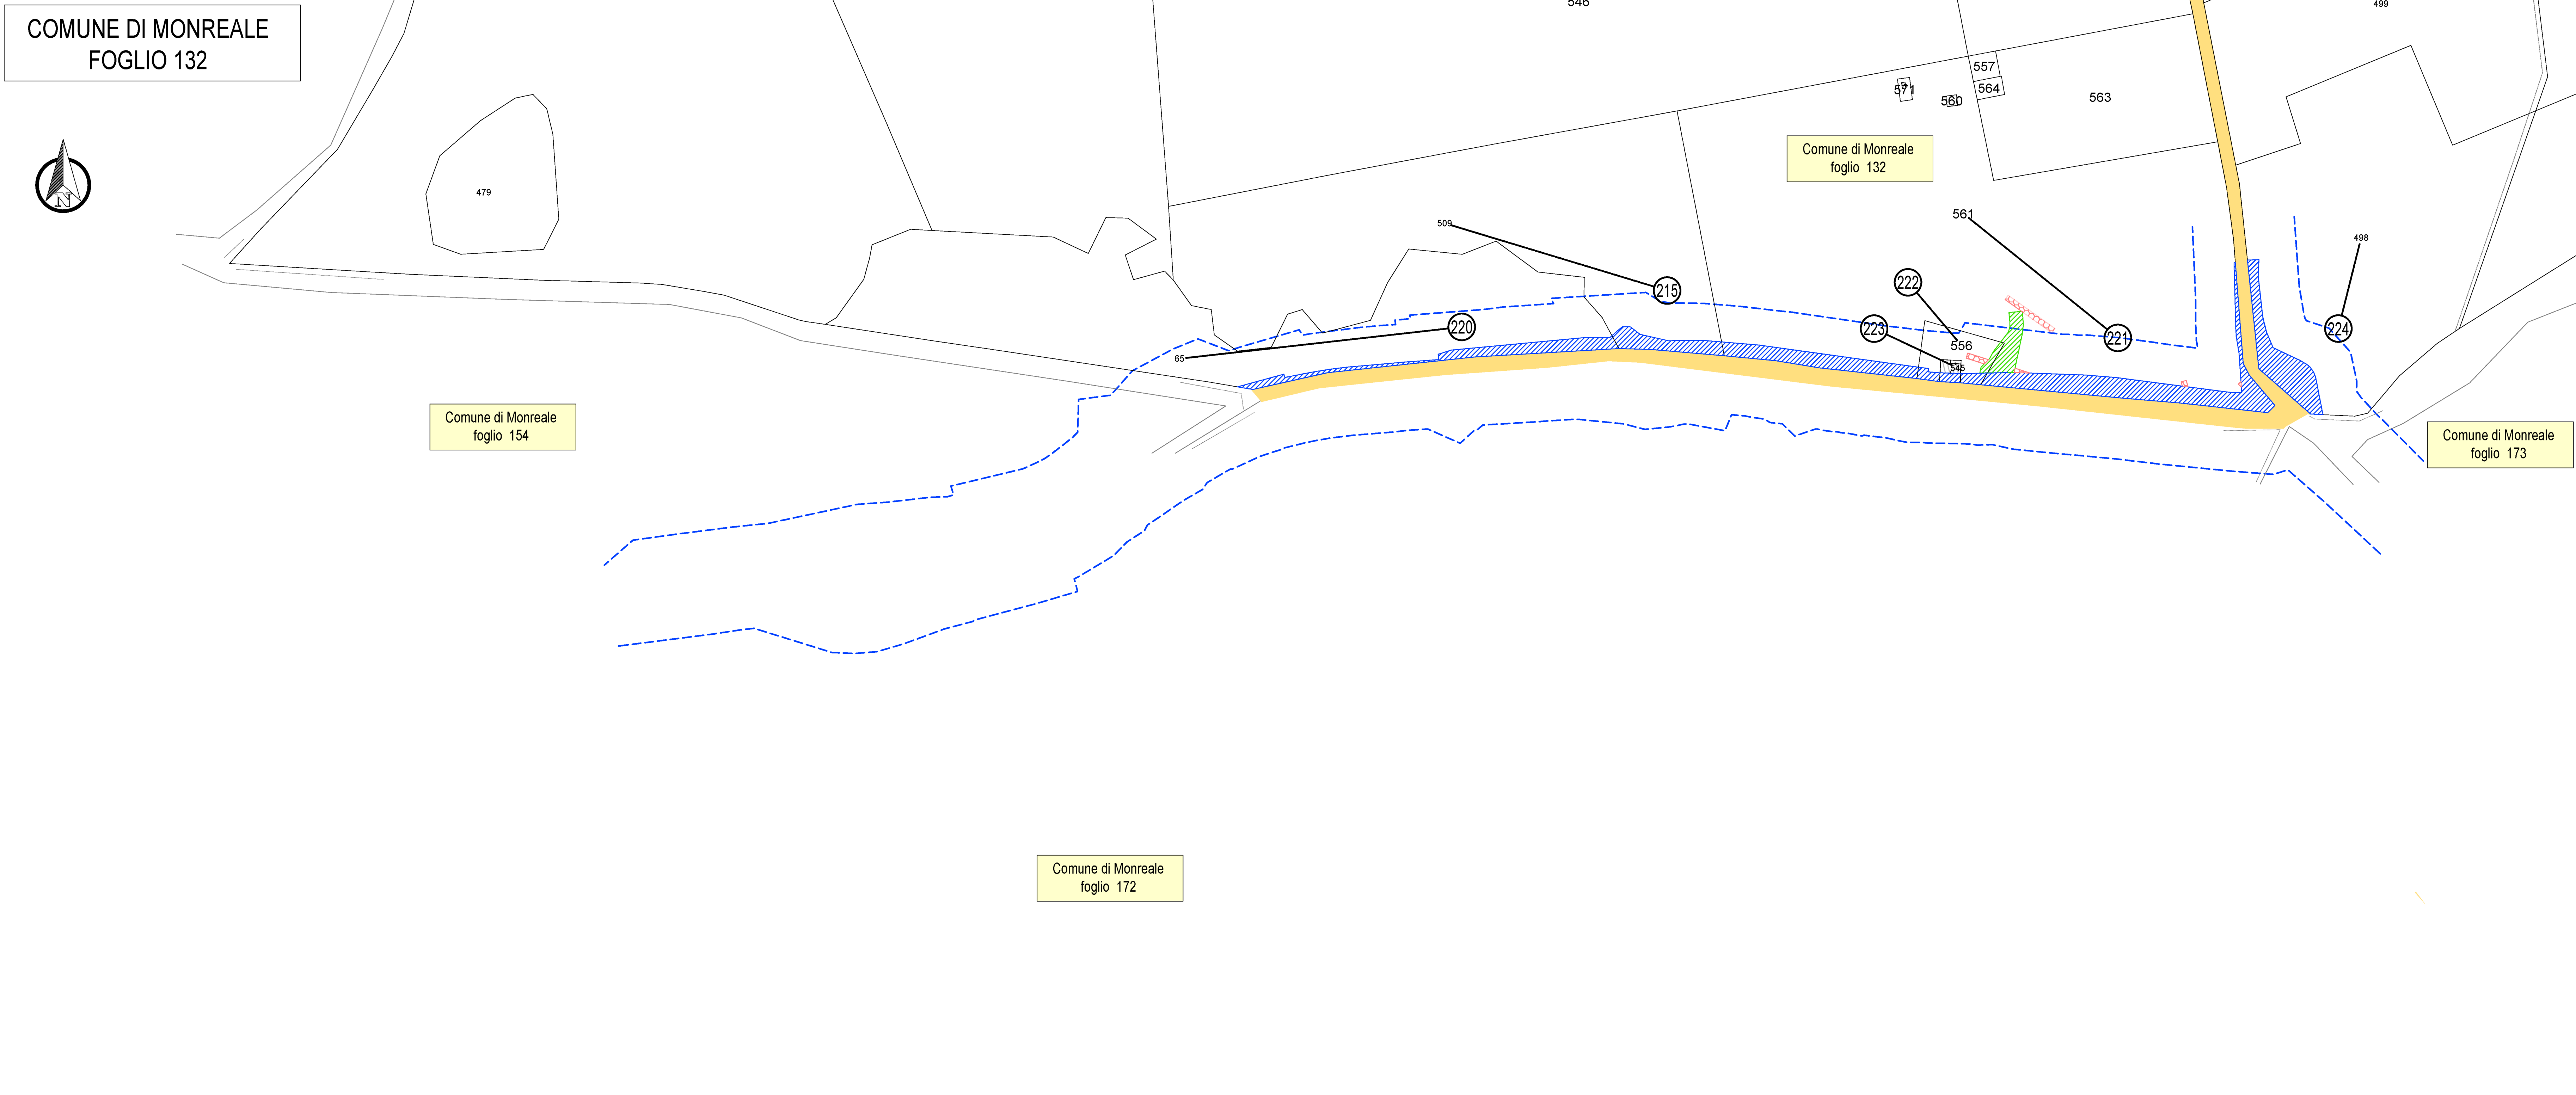 COMUNE DI MONREALE
FOGLIO 132
546
499
557
564
563
571
560
Comune di Monreale
foglio 132
479
N
509
561
498
215
222
220
223
221
224
65
556
545
Comune di Monreale
foglio 154
Comune di Monreale
foglio 173
Comune di Monreale
foglio 172